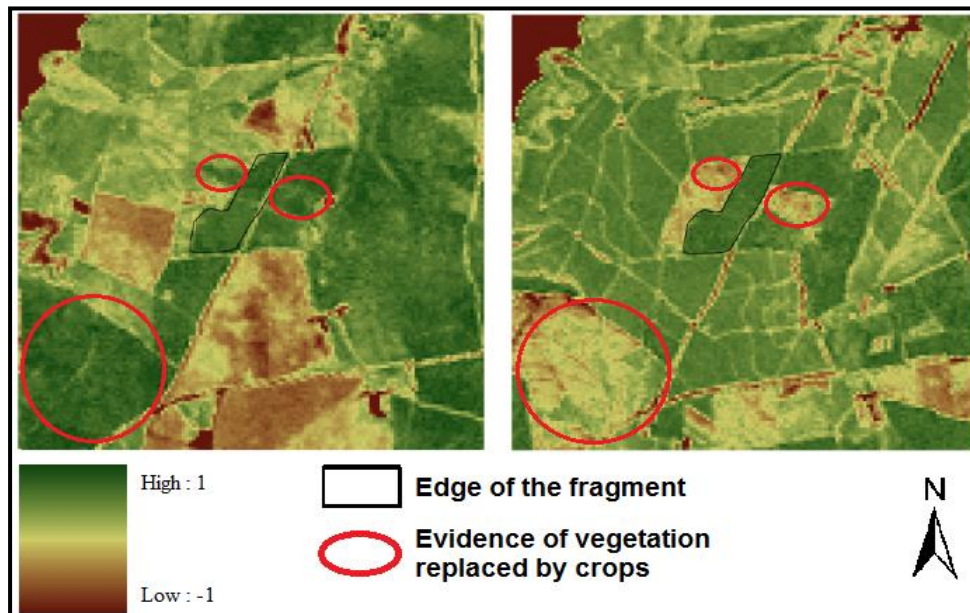 High : 1
Low : -1
Edge of the fragment
Evidence of vegetation
replaced by crops
N